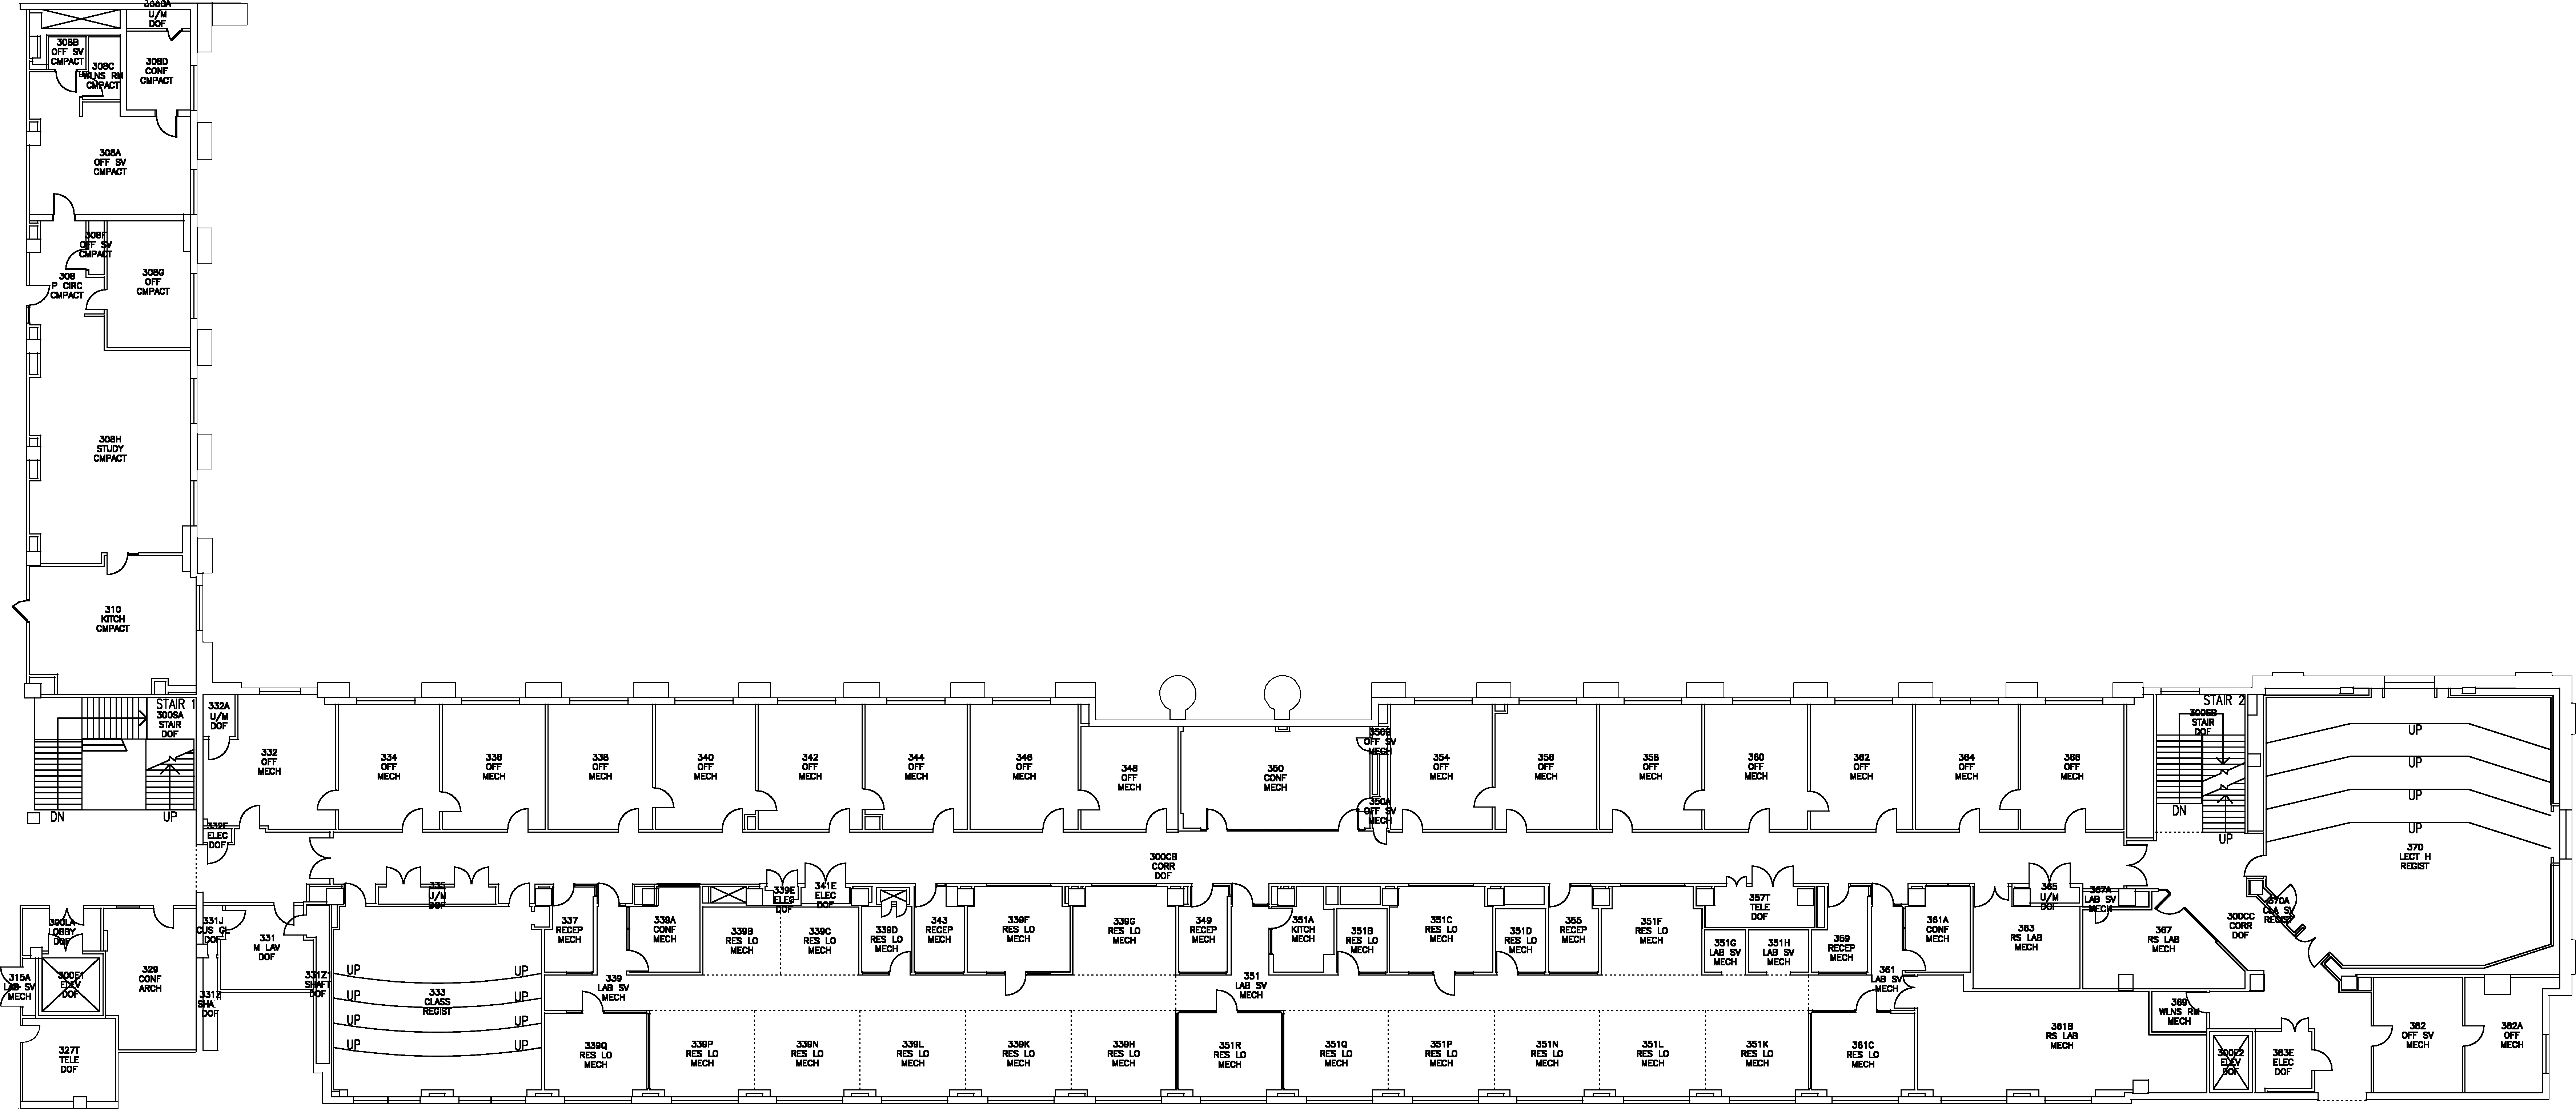 U/M
DOF
308B
OFF SV
CMPACT
308C
WLNS RM
CMPACT
308D
CONF
CMPACT
308A
OFF SV
CMPACT
308F
OFF SV
CMPACT
308
P CIRC
CMPACT
308G
OFF
CMPACT
308H
STUDY
CMPACT
310
KITCH
CMPACT
STAIR 1
300SA
STAIR
DOF
DN
UP
332A
U/M
DOF
332
OFF
MECH
334
OFF
MECH
336
OFF
MECH
338
OFF
MECH
340
OFF
MECH
342
OFF
MECH
344
OFF
MECH
346
OFF
MECH
348
OFF
MECH
350
CONF
MECH
350B
OFF SV
MECH
350A
OFF SV
MECH
354
OFF
MECH
356
OFF
MECH
358
OFF
MECH
360
OFF
MECH
362
OFF
MECH
364
OFF
MECH
366
OFF
MECH
STAIR 2
300SB
STAIR
DOF
DN
UP
UP
UP
UP
UP
370
LECT H
REGIST
332E
ELEC
DOF
300CB
CORR
DOF
335
U/M
DOF
339E
ELEC
DOF
341E
ELEC
DOF
357T
TELE
DOF
365
U/M
DOF
367A
LAB SV
MECH
370A
CLA SV
REGIST
300CC
CORR
DOF
300LA
LOBBY
DOF
331J
CUS CL
DOF
331
M LAV
DOF
337
RECEP
MECH
339A
CONF
MECH
339B
RES LO
MECH
339C
RES LO
MECH
339D
RES LO
MECH
343
RECEP
MECH
339F
RES LO
MECH
339G
RES LO
MECH
349
RECEP
MECH
351A
KITCH
MECH
351B
RES LO
MECH
351C
RES LO
MECH
351D
RES LO
MECH
355
RECEP
MECH
351F
RES LO
MECH
351G
LAB SV
MECH
351H
LAB SV
MECH
359
RECEP
MECH
361A
CONF
MECH
363
RS LAB
MECH
367
RS LAB
MECH
315A
LAB SV
MECH
300E1
ELEV
DOF
329
CONF
ARCH
331Z
SHA
DOF
331Z1
SHAFT
DOF
UP
UP
UP
UP
333
CLASS
REGIST
UP
UP
UP
UP
339
LAB SV
MECH
351
LAB SV
MECH
361
LAB SV
MECH
369
WLNS RM
MECH
327T
TELE
DOF
339Q
RES LO
MECH
339P
RES LO
MECH
339N
RES LO
MECH
339L
RES LO
MECH
339K
RES LO
MECH
339H
RES LO
MECH
351R
RES LO
MECH
351Q
RES LO
MECH
351P
RES LO
MECH
351N
RES LO
MECH
351L
RES LO
MECH
351K
RES LO
MECH
361C
RES LO
MECH
361B
RS LAB
MECH
300E2
ELEV
DOF
383E
ELEC
DOF
382
OFF SV
MECH
382A
OFF
MECH